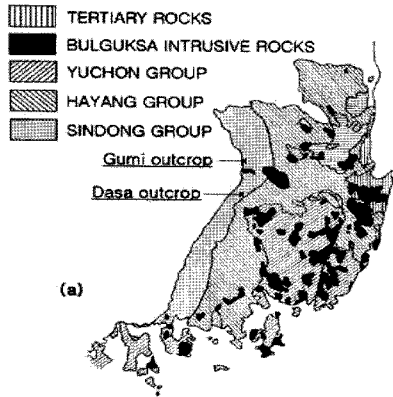 TERTIARY ROCKS
BULGUKSA INTRUSIVE ROCKS
YUCHON GROUP
HAYANG GROUP
SINDONG GROUP
Gumi outcrop
Dasa outcrop
(a)